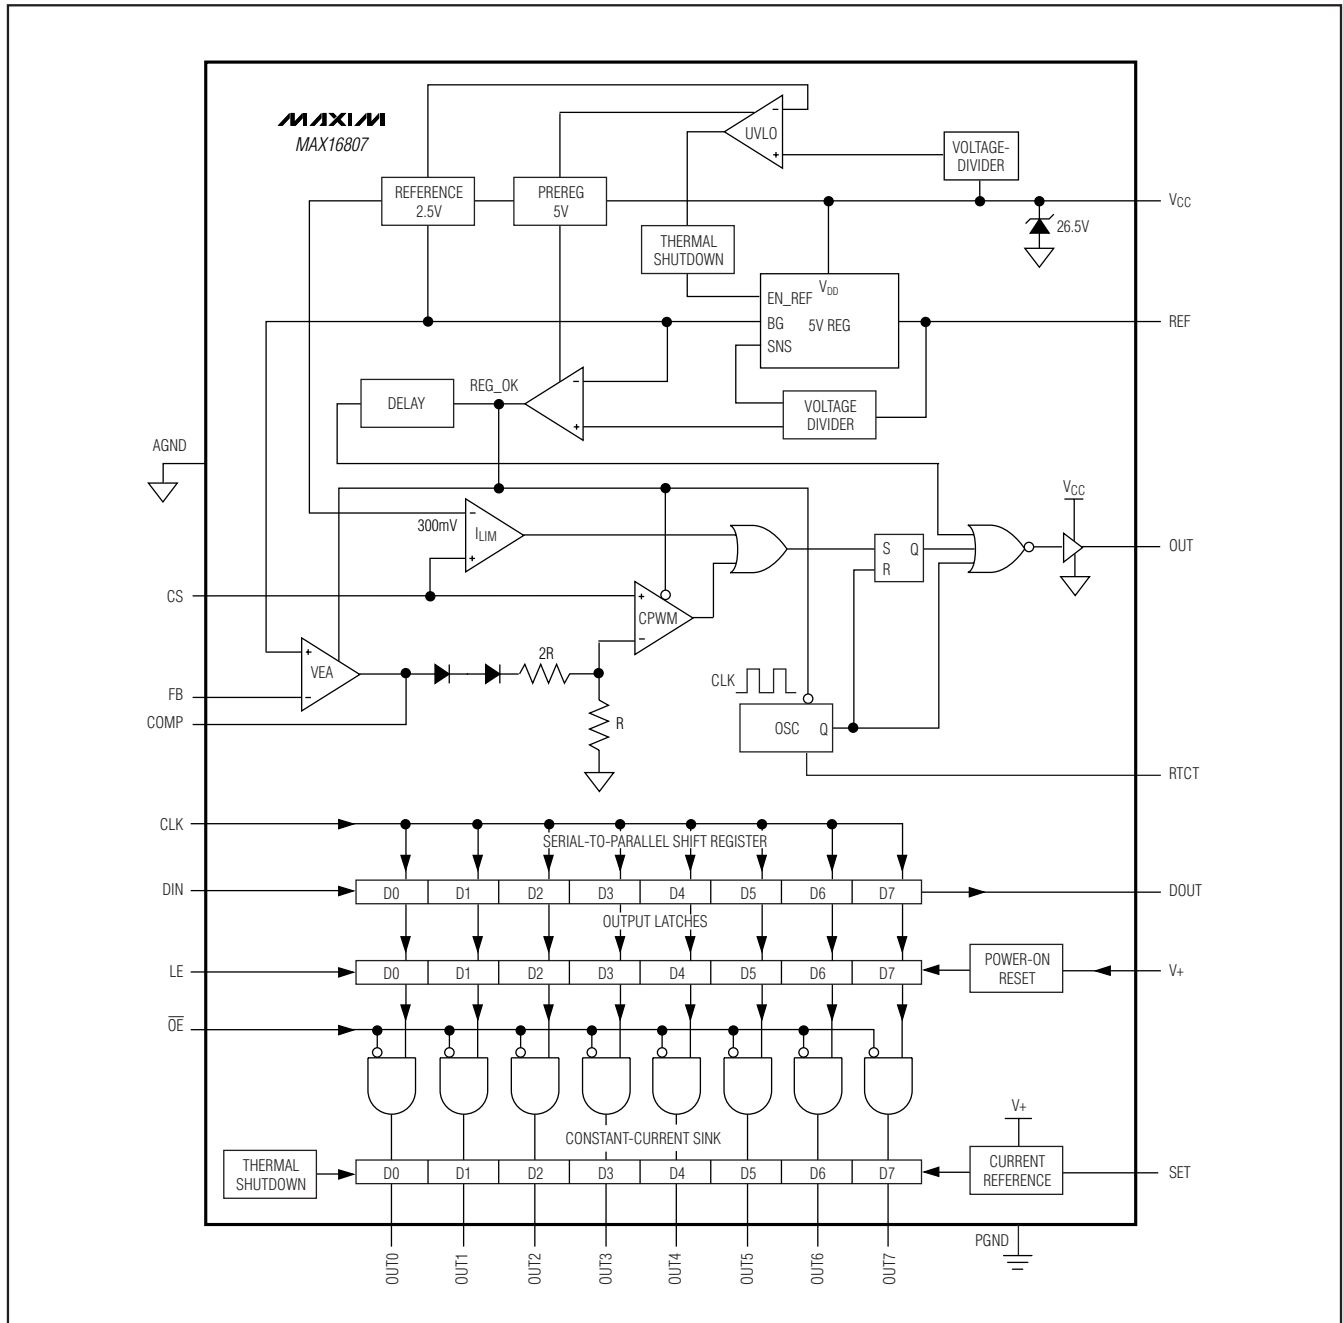 MAXIM
MAX16807
UVLO
-
+
VOLTAGE-
DIVIDER
REFERENCE
2.5V
PREREG
5V
VCC
26.5V
THERMAL
SHUTDOWN
VDD
EN_REF
BG
5V REG
SNS
REF
REG_OK
-
+
DELAY
VOLTAGE
DIVIDER
AGND
VCC
300mV
-
ILIM
+
S
Q
R
OUT
CS
+
CPWM
-
+
VEA
-
2R
R
FB
COMP
CLK
OSC
Q
RTCT
CLK
SERIAL-TO-PARALLEL SHIFT REGISTER
DIN
D0 D1 D2 D3 D4 D5 D6 D7
DOUT
OUTPUT LATCHES
LE
D0 D1 D2 D3 D4 D5 D6 D7
POWER-ON
RESET
V+
O̅E̅
V+
CONSTANT-CURRENT SINK
THERMAL
SHUTDOWN
D0 D1 D2 D3 D4 D5 D6 D7
CURRENT
REFERENCE
SET
PGND
OUT0
OUT1
OUT2
OUT3
OUT4
OUT5
OUT6
OUT7